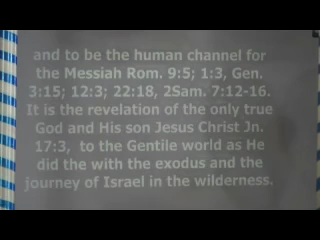 and to be the human channel for
the Messiah Rom. 9:5; 1:3, Gen.
3:15; 12:3; 22:18, 2Sam. 7:12-16.
It is the revelation of the only true
God and His son Jesus Christ Jn.
17:3,  to the Gentile world as He
did the with the exodus and the
journey of Israel in the wilderness.